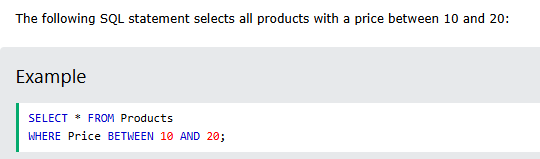 The following SQL statement selects all products with a price between 10 and 20:
Example
SELECT * FROM Products
WHERE Price BETWEEN 10 AND 20;